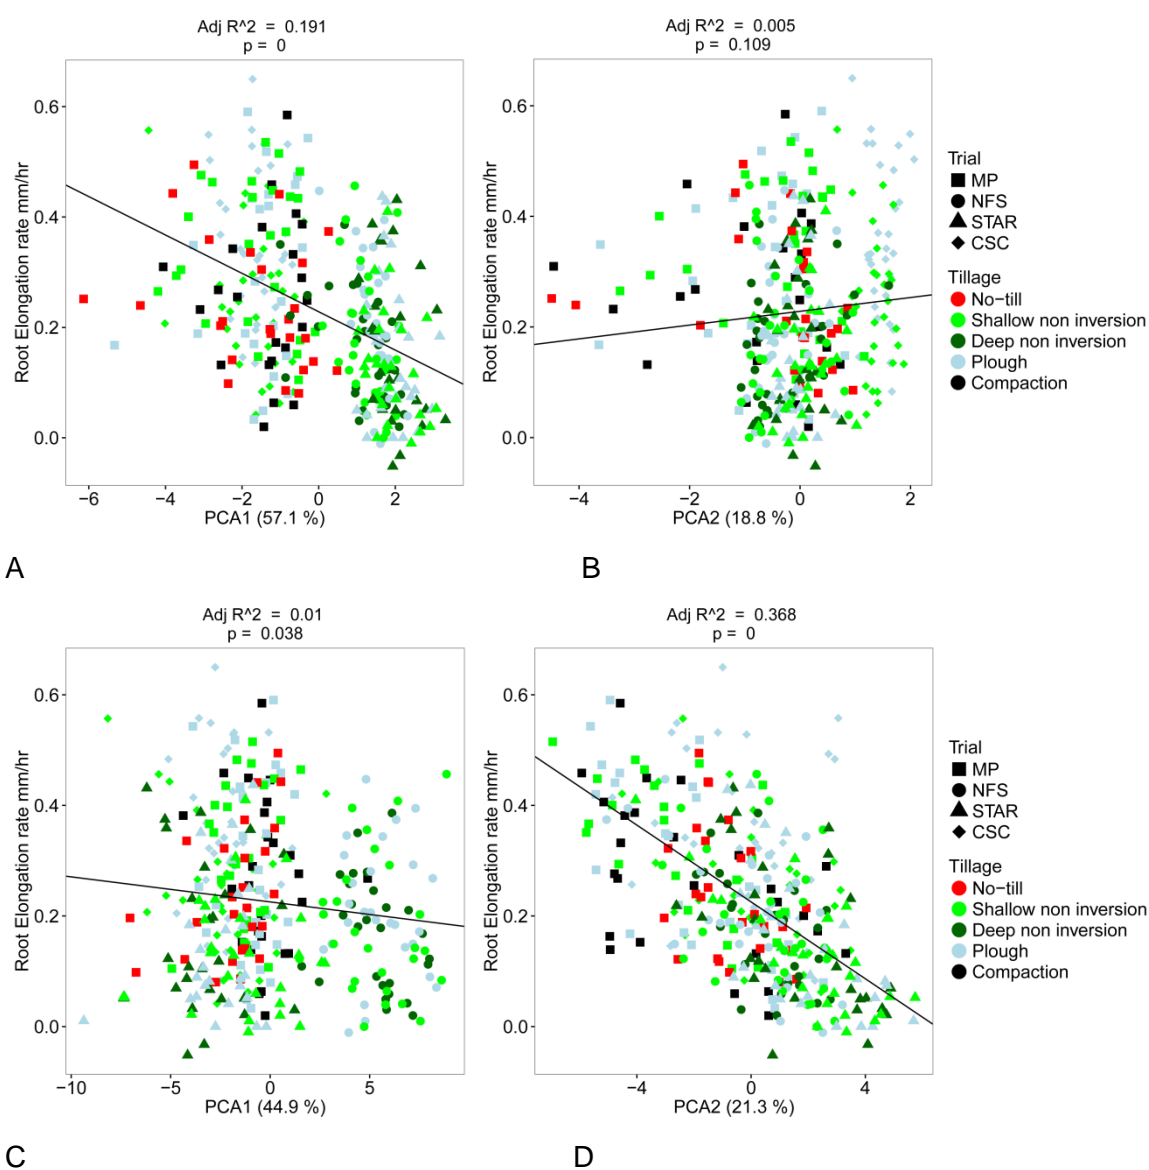 Adj R^2 = 0.191
p = 0
Root Elongation rate mm/hr
0.6
0.4
0.2
0.0
−6
−4
−2
0
2
PCA1 (57.1 %)
A
Adj R^2 = 0.005
p = 0.109
Root Elongation rate mm/hr
0.6
0.4
0.2
0.0
−4
−2
0
2
PCA2 (18.8 %)
B
Trial
MP
NFS
STAR
CSC
Tillage
No−till
Shallow non inversion
Deep non inversion
Plough
Compaction
Adj R^2 = 0.01
p = 0.038
Root Elongation rate mm/hr
0.6
0.4
0.2
0.0
−10
−5
0
5
PCA1 (44.9 %)
C
Adj R^2 = 0.368
p = 0
Root Elongation rate mm/hr
0.6
0.4
0.2
0.0
−4
0
4
PCA2 (21.3 %)
D
Trial
MP
NFS
STAR
CSC
Tillage
No−till
Shallow non inversion
Deep non inversion
Plough
Compaction